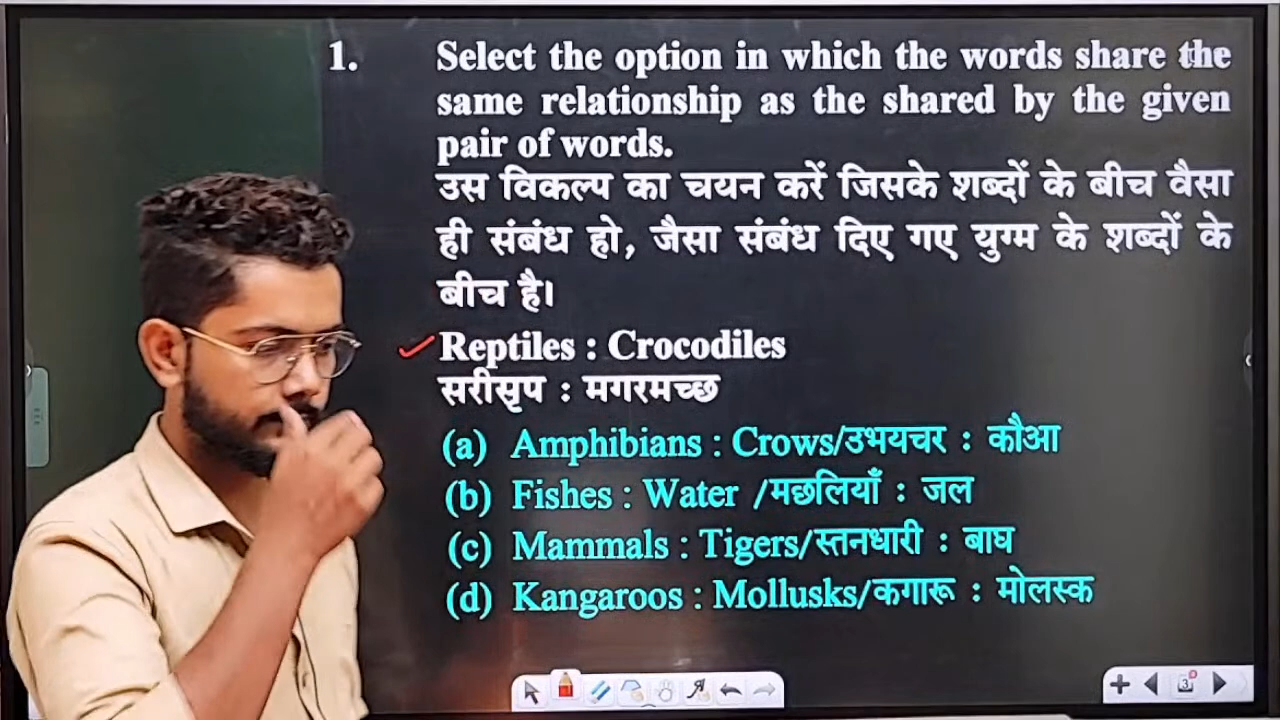 1. Select the option in which the words share the
same relationship as the shared by the given
pair of words.
उस विकल्प का चयन करें जिसके शब्दों के बीच वैसा
ही संबंध हो, जैसा संबंध दिए गए युग्म के शब्दों के
बीच है।
Reptiles : Crocodiles
सरीसृप : मगरमच्छ
(a) Amphibians : Crows/उभयचर : कौआ
(b) Fishes : Water /मछलियाँ : जल
(c) Mammals : Tigers/स्तनधारी : बाघ
(d) Kangaroos : Mollusks/कगारू : मोलस्क